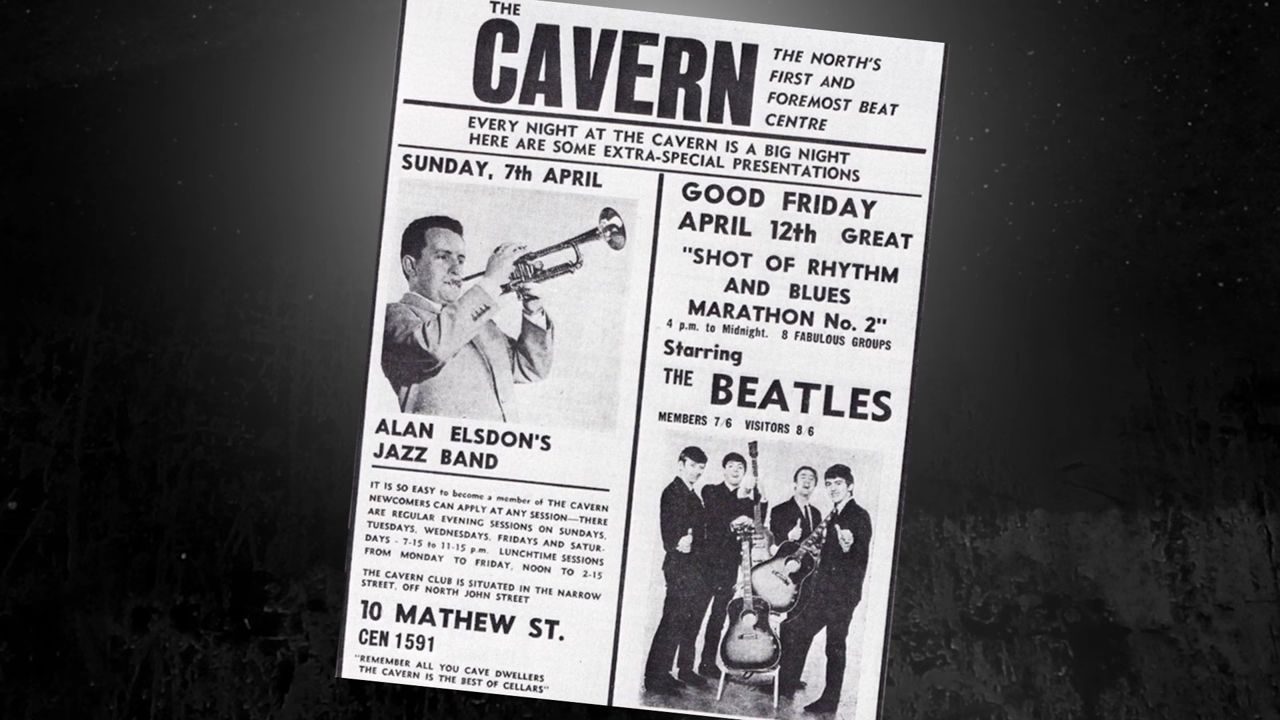 THE
CAVERN
THE NORTH'S
FIRST AND
FOREMOST BEAT
CENTRE
EVERY NIGHT AT THE CAVERN IS A BIG NIGHT
HERE ARE SOME EXTRA-SPECIAL PRESENTATIONS
SUNDAY, 7th APRIL
ALAN ELSDON'S
JAZZ BAND
IT IS SO EASY to become a member of THE CAVERN
NEWCOMERS CAN APPLY AT ANY SESSION—THERE
ARE REGULAR EVENING SESSIONS ON SUNDAYS,
TUESDAYS, WEDNESDAYS, FRIDAYS AND SATUR-
DAYS - 7-15 to 11-15 p.m. LUNCHTIME SESSIONS
FROM MONDAY TO FRIDAY, NOON TO 2-15
THE CAVERN CLUB IS SITUATED IN THE NARROW
STREET, OFF NORTH JOHN STREET
10 MATHEW ST.
CEN 1591
"REMEMBER ALL YOU CAVE DWELLERS
THE CAVERN IS THE BEST OF CELLARS"
GOOD FRIDAY
APRIL 12th GREAT
"SHOT OF RHYTHM
AND BLUES
MARATHON No. 2"
4 p.m. to Midnight. 8 FABULOUS GROUPS
Starring
THE BEATLES
MEMBERS 7/6 VISITORS 8/6